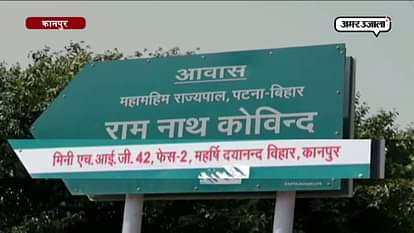 कानपुर
अमर उजाला
आवास
महामहिम राज्यपाल, पटना-बिहार
राम नाथ कोविन्द
मिनी एच.आई.जी. 42, फेस-2, महर्षि दयानन्द विहार, कानपुर